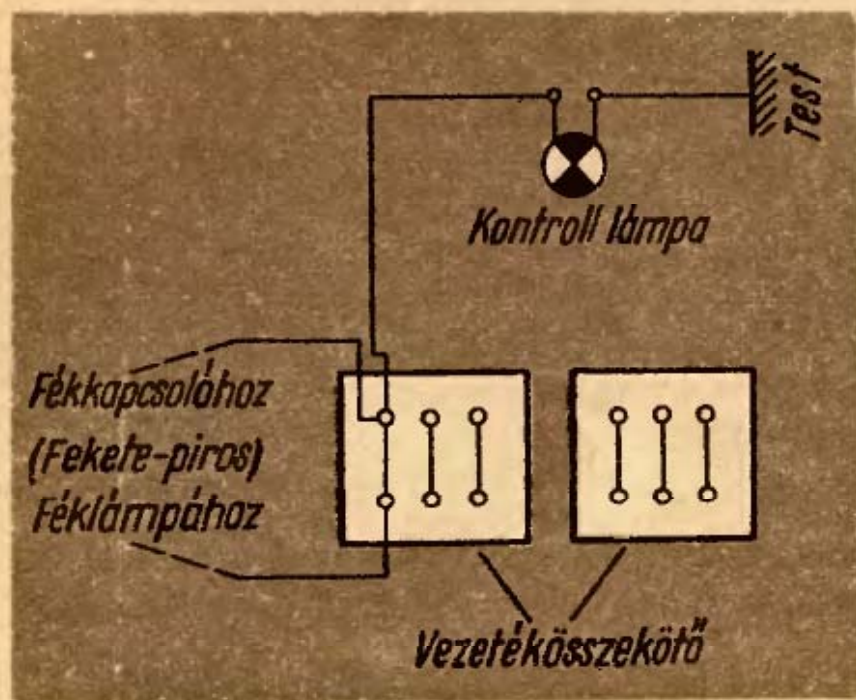 Test
Kontroll lámpa
Fékkapcsolóhoz
(Fekete-piros)
Féklámpához
Vezetékösszekötő